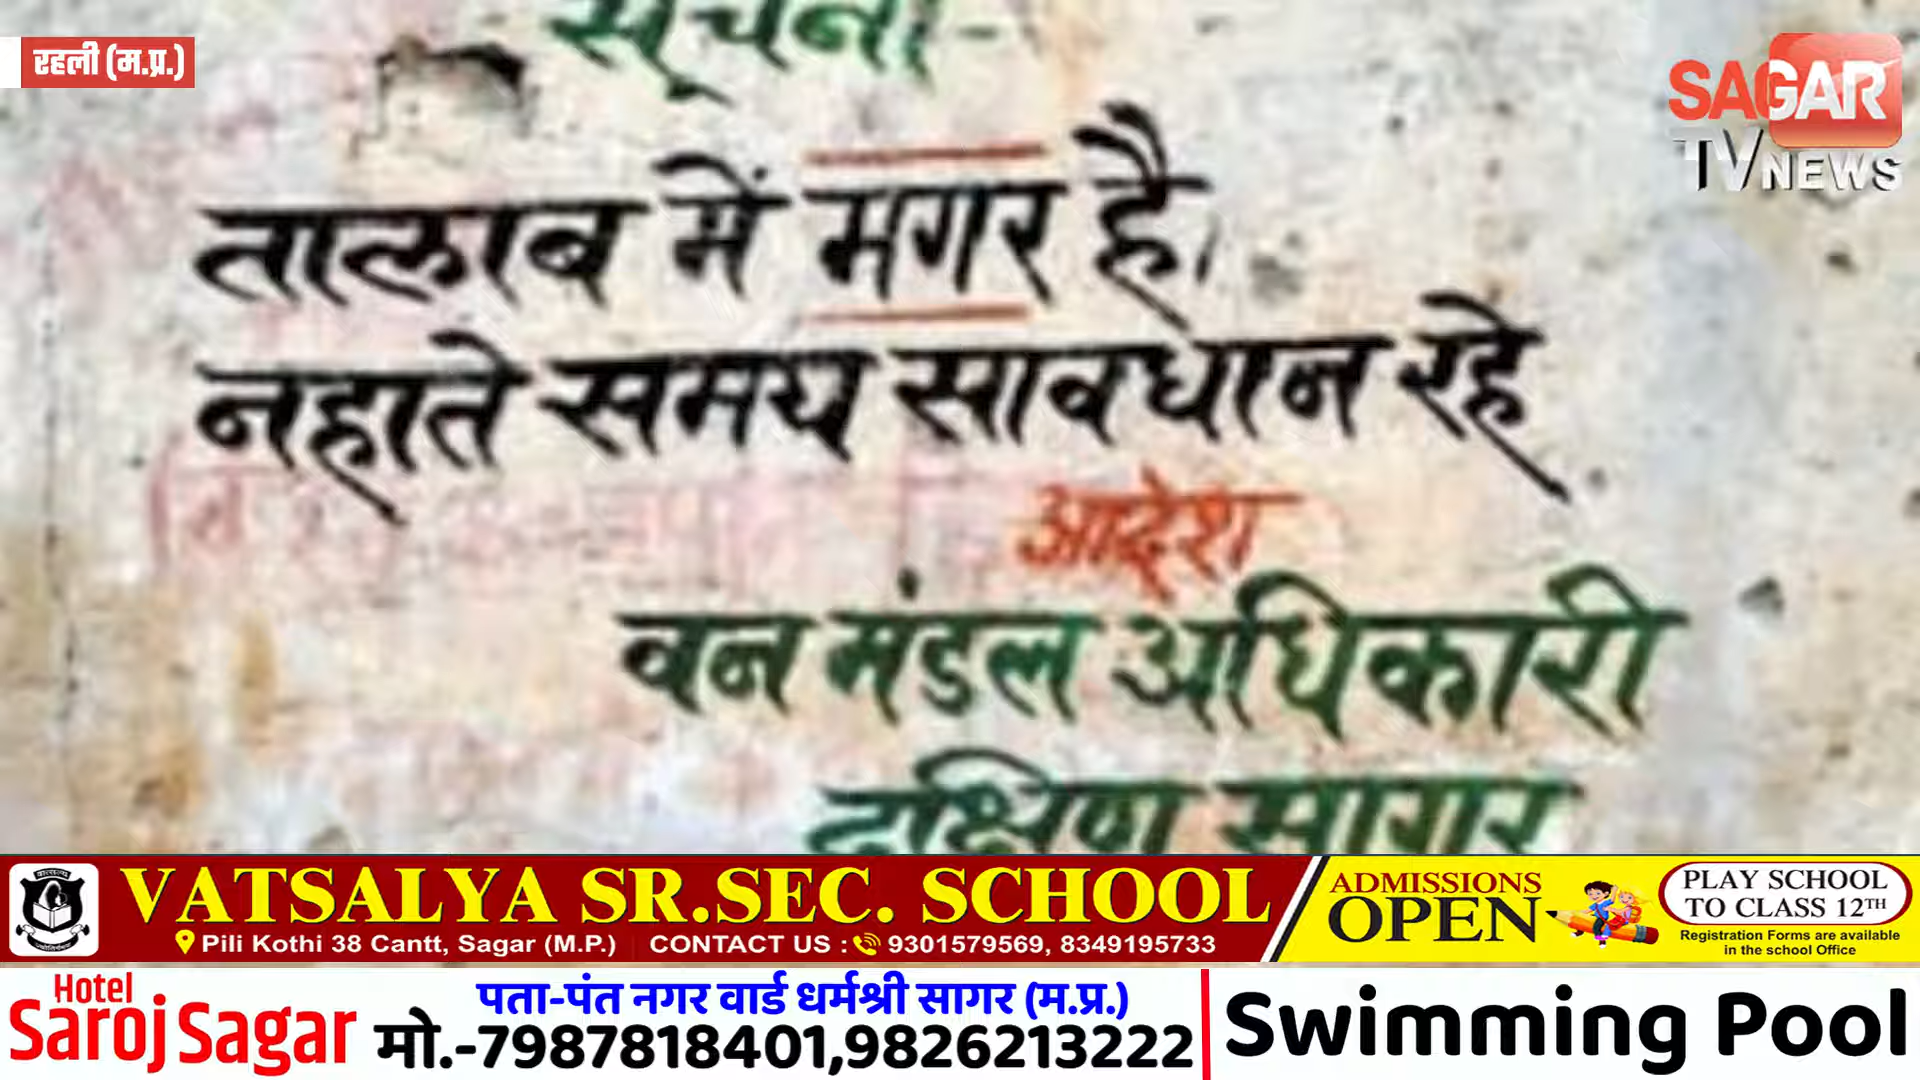 रहली (म.प्र.)
सूचना -
SAGAR
TV NEWS
तालाब में मगर है।
नहाते समय सावधान रहे
आदेश
वन मंडल अधिकारी
दक्षिण सागर
VATSALYA SR.SEC. SCHOOL
Pili Kothi 38 Cantt, Sagar (M.P.) CONTACT US : 9301579569, 8349195733
ADMISSIONS
OPEN
PLAY SCHOOL
TO CLASS 12TH
Registration Forms are available
in the school Office
Hotel
Saroj Sagar
पता-पंत नगर वार्ड धर्मश्री सागर (म.प्र.)
मो.-7987818401,9826213222
Swimming Pool